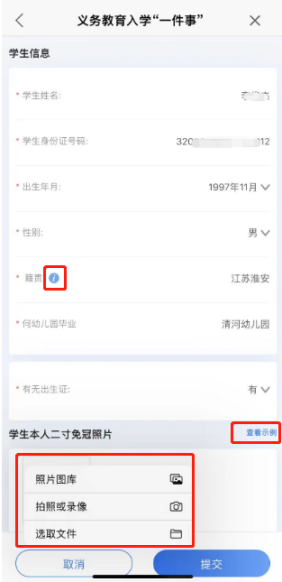 义务教育入学“一件事”
学生信息
* 学生姓名:
* 学生身份证号码: 320 12
* 出生年月: 1997年11月
* 性别: 男
* 籍贯 i 江苏淮安
* 何幼儿园毕业 清河幼儿园
* 有无出生证: 有
学生本人二寸免冠照片 查看示例
照片图库
拍照或录像
选取文件
取消 提交